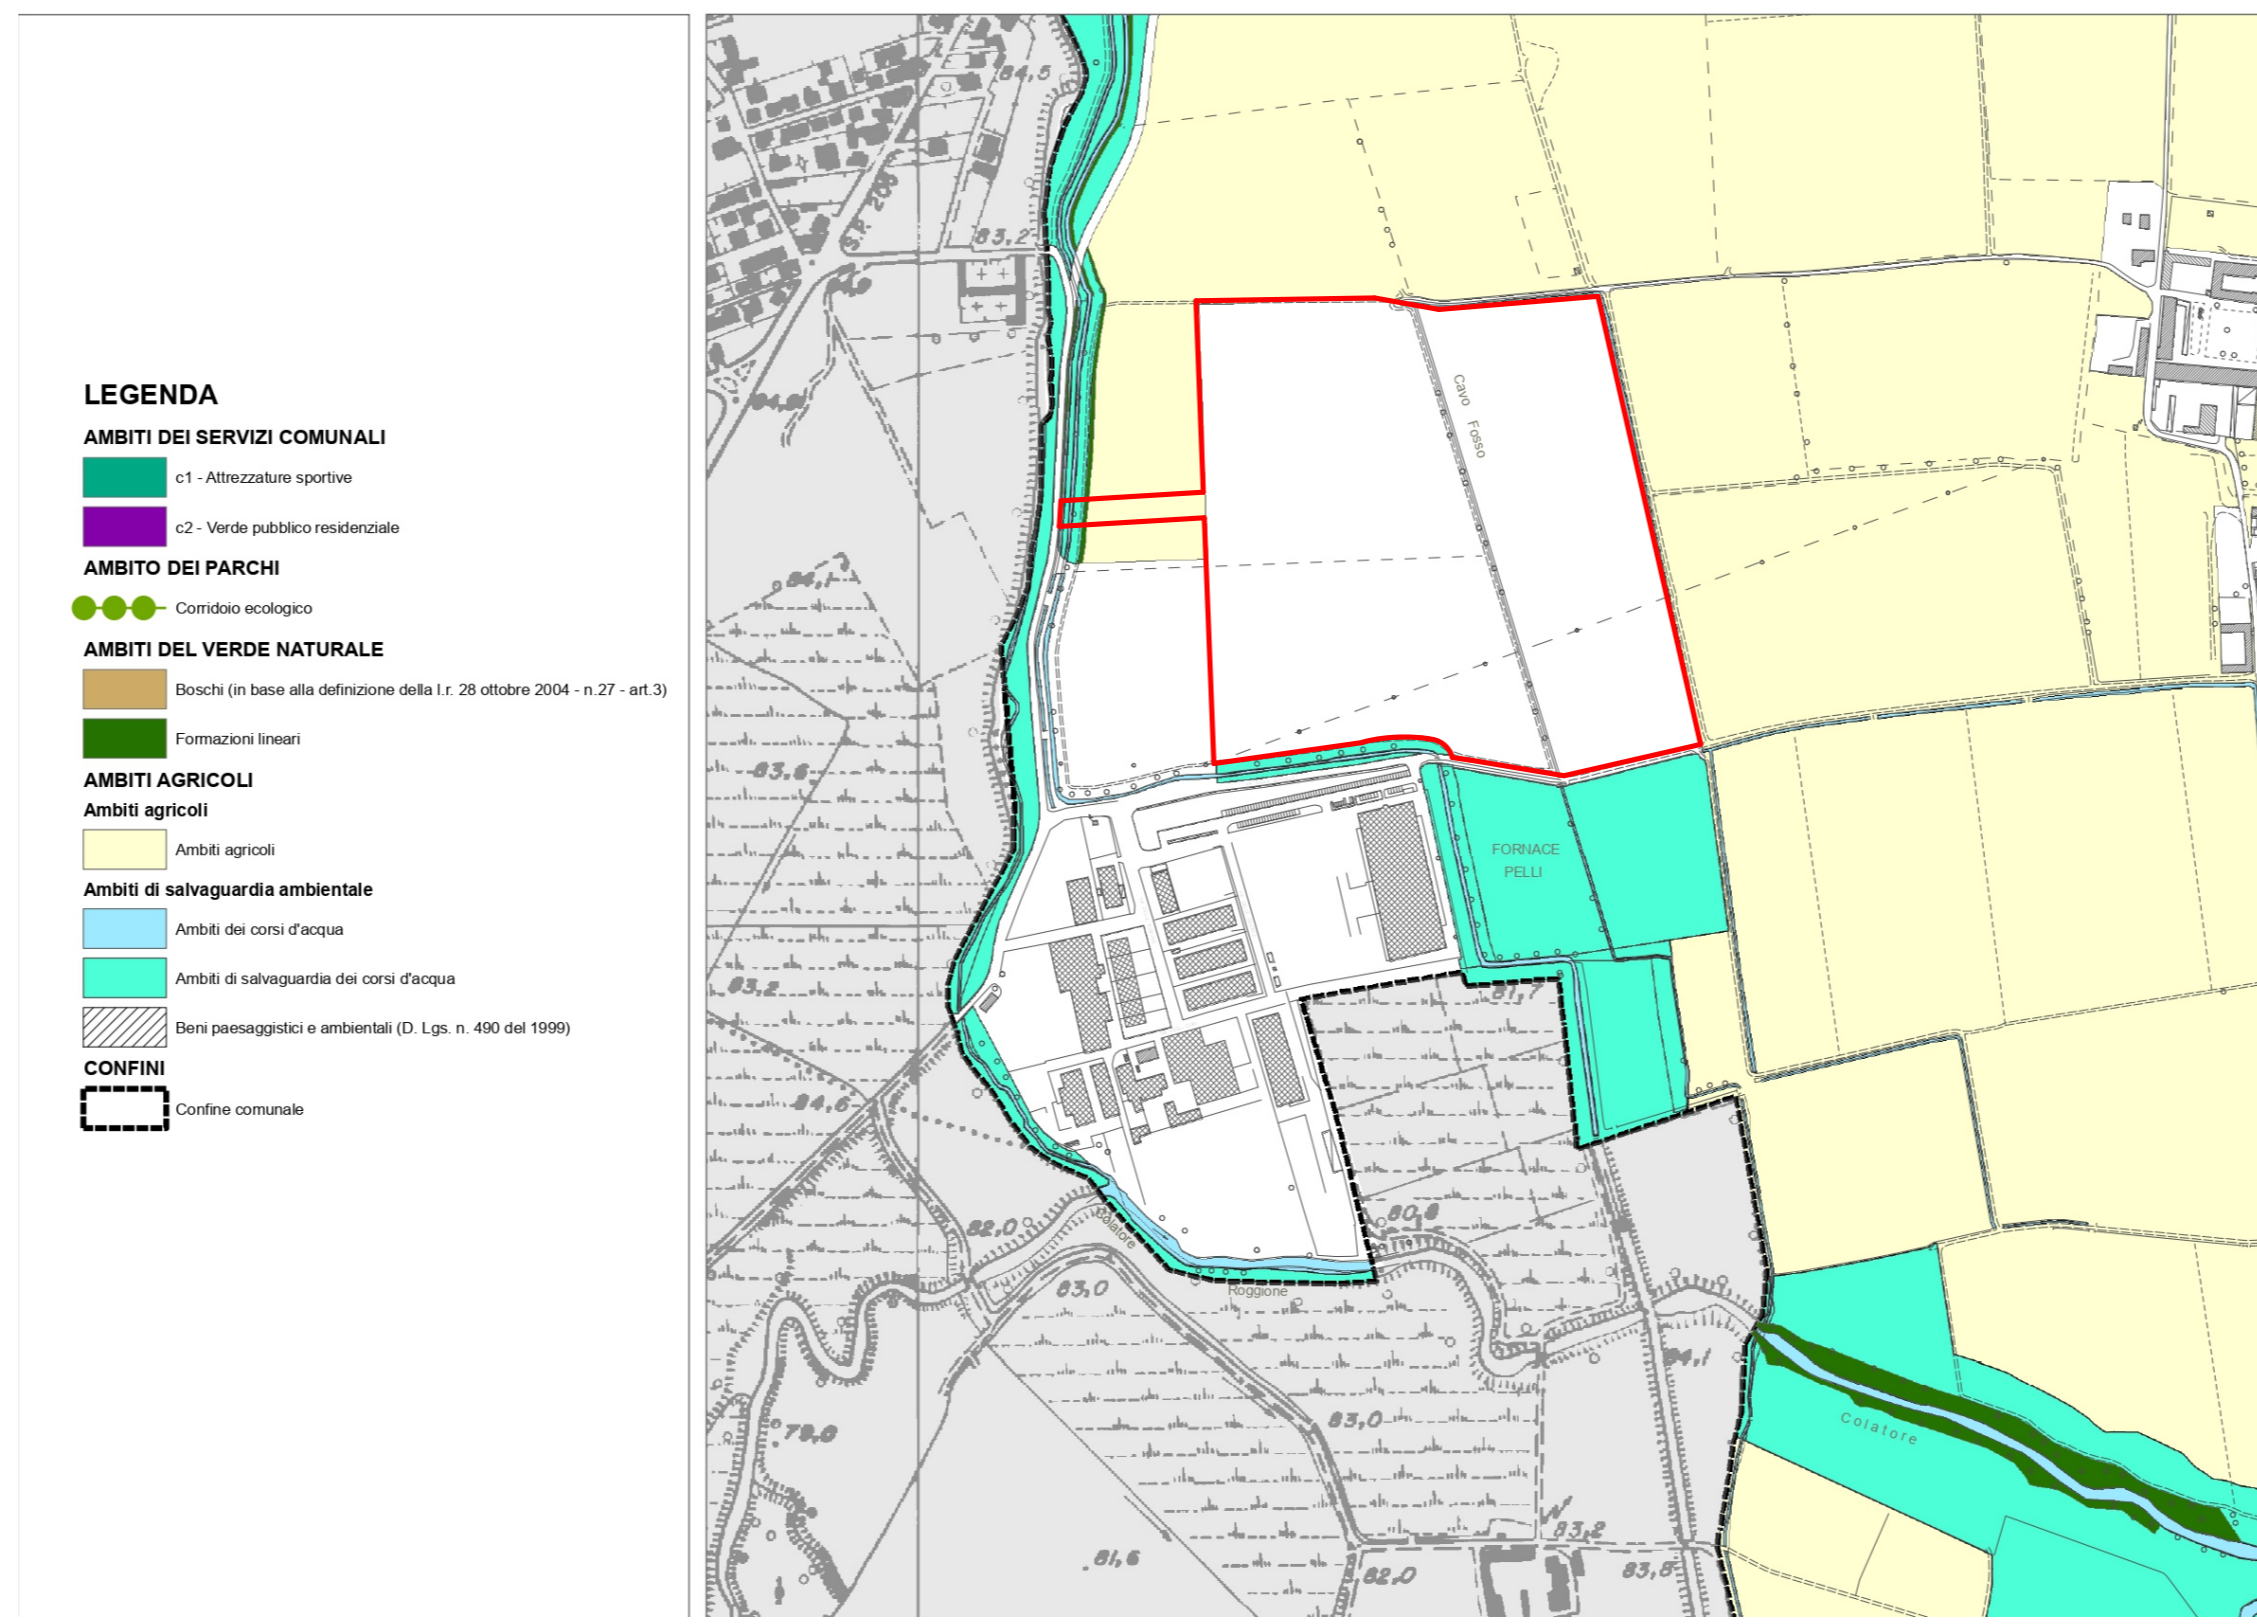 LEGENDA
AMBITI DEI SERVIZI COMUNALI
c1 - Attrezzature sportive
c2 - Verde pubblico residenziale
AMBITO DEI PARCHI
Corridoio ecologico
AMBITI DEL VERDE NATURALE
Boschi (in base alla definizione della l.r. 28 ottobre 2004 - n.27 - art.3)
Formazioni lineari
AMBITI AGRICOLI
Ambiti agricoli
Ambiti agricoli
Ambiti di salvaguardia ambientale
Ambiti dei corsi d'acqua
Ambiti di salvaguardia dei corsi d'acqua
Beni paesaggistici e ambientali (D. Lgs. n. 490 del 1999)
CONFINI
Confine comunale
84,5
S.P. 208
83,2
Cavo Fosso
84,1
83,6
FORNACE
PELLI
83,2
81,7
84,6
82,0
Colatore
80,8
83,0
Roggione
84,1
83,0
79,8
Colatore
81,6
83,2
82,0
83,8